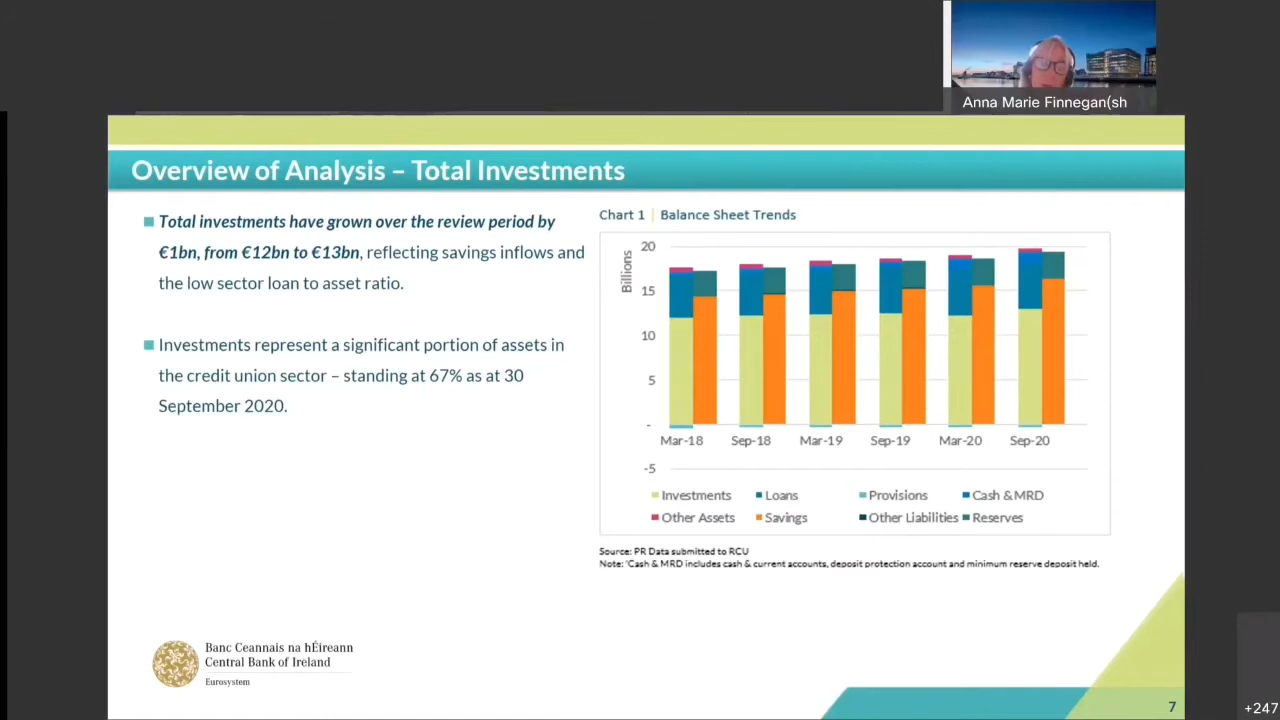 Anna Marie Finnegan(sh
Overview of Analysis – Total Investments
Total investments have grown over the review period by
€1bn, from €12bn to €13bn, reflecting savings inflows and
the low sector loan to asset ratio.
Investments represent a significant portion of assets in
the credit union sector – standing at 67% as at 30
September 2020.
Chart 1 | Balance Sheet Trends
Billions
20
15
10
5
-
-5
Mar-18 Sep-18 Mar-19 Sep-19 Mar-20 Sep-20
Investments Loans Provisions Cash & MRD
Other Assets Savings Other Liabilities Reserves
Source: PR Data submitted to RCU
Note: 'Cash & MRD includes cash & current accounts, deposit protection account and minimum reserve deposit held.
Banc Ceannais na hÉireann
Central Bank of Ireland
Eurosystem
7
+247